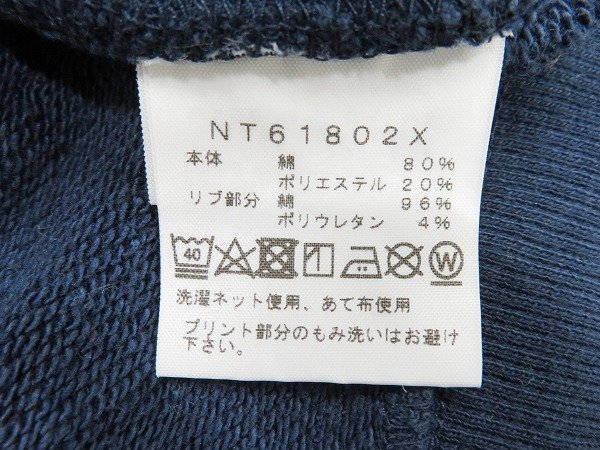 NT61802X
本体 綿 80%
ポリエステル 20%
リブ部分 綿 96%
ポリウレタン 4%
40 W
洗濯ネット使用、あて布使用
プリント部分のもみ洗いはお避け
下さい。